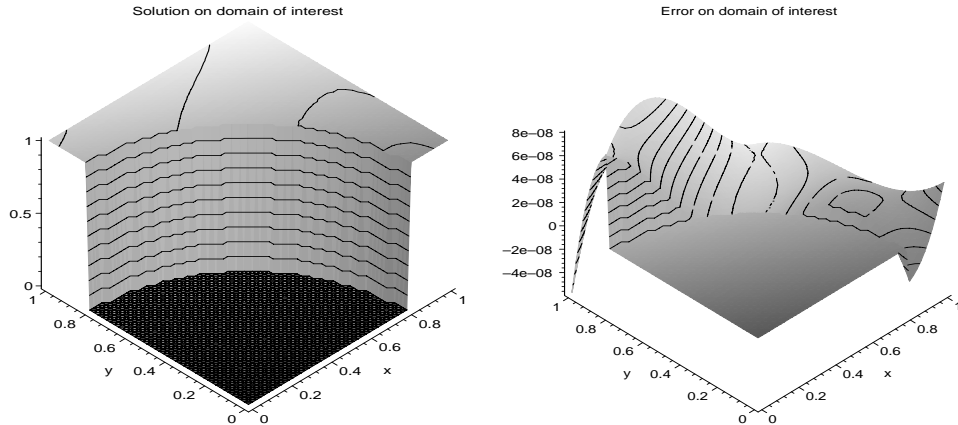 Solution on domain of interest
1
0.5
0
1
0.8
0.6
y
0.4
0.2
0
0
0.2
0.4
x
0.6
0.8
1
Error on domain of interest
8e–08
6e–08
4e–08
2e–08
0
–2e–08
–4e–08
1
0.8
0.6
y
0.4
0.2
0
0
0.2
0.4
x
0.6
0.8
1